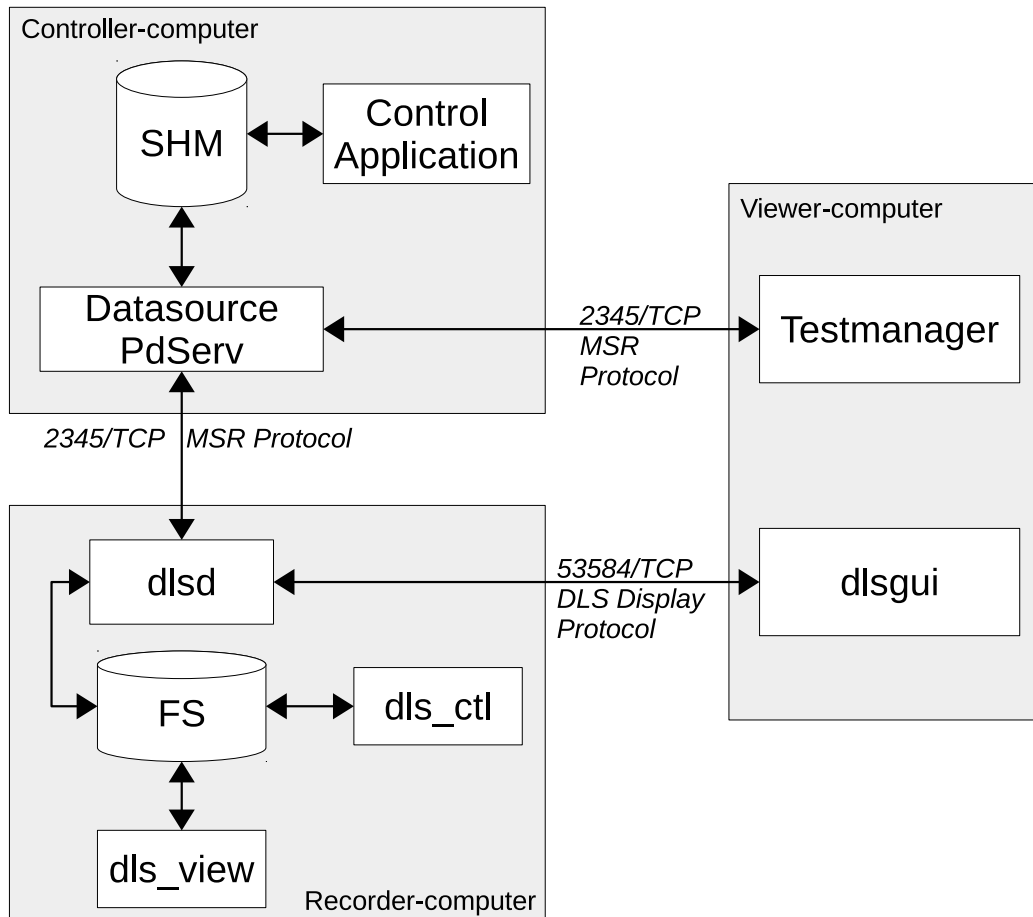 Controller-computer
SHM
Control
Application
Datasource
PdServ
2345/TCP
MSR
Protocol
Viewer-computer
Testmanager
2345/TCP MSR Protocol
dlsd
53584/TCP
DLS Display
Protocol
dlsgui
FS
dls_ctl
dls_view
Recorder-computer